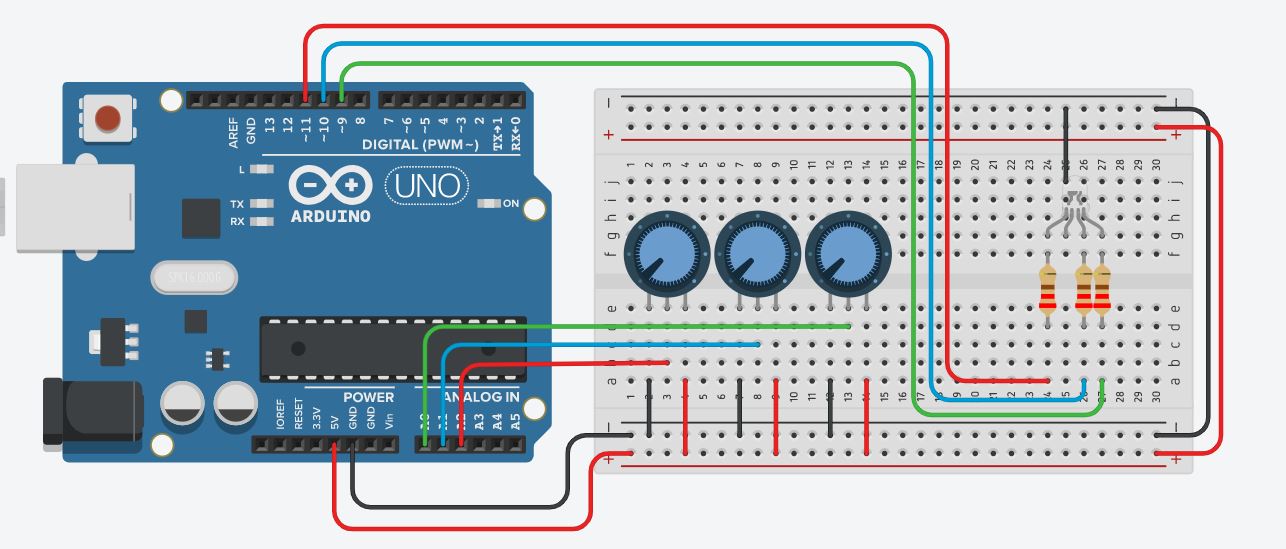 AREF
GND
13
12
~11
~10
~9
8
7
~6
~5
~4
~3
2
TX→1
RX←0
DIGITAL (PWM~)
L
TX
RX
ARDUINO
UNO
ON
SPK16.000G
IOREF
RESET
3.3V
5V
GND
GND
Vin
POWER
ANALOG IN
A0
A1
A2
A3
A4
A5
− −
+ +
1 2 3 4 5 6 7 8 9 10 11 12 13 14 15 16 17 18 19 20 21 22 23 24 25 26 27 28 29 30
j j
i i
h h
g g
f f
e e
d d
c c
b b
a a
1 2 3 4 5 6 7 8 9 10 11 12 13 14 15 16 17 18 19 20 21 22 23 24 25 26 27 28 29 30
− −
+ +